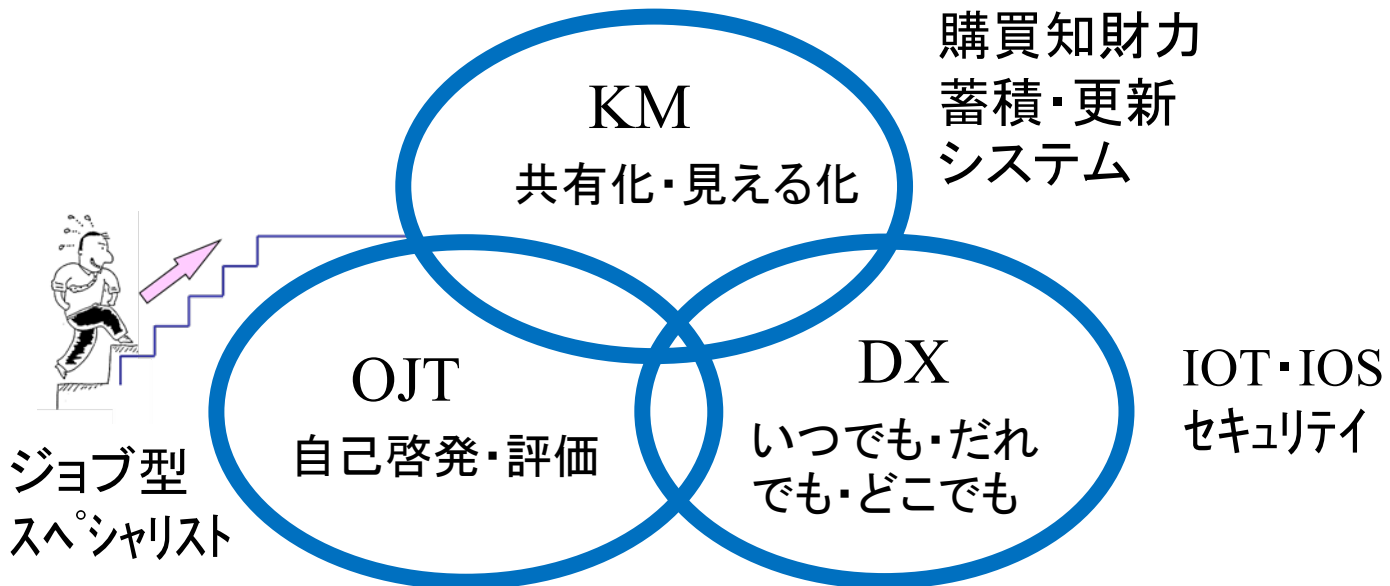 KM
共有化・見える化
購買知財力
蓄積・更新
システム
OJT
自己啓発・評価
DX
いつでも・だれ
でも・どこでも
IOT・IOS
セキュリテイ
ジョブ型
スペシャリスト